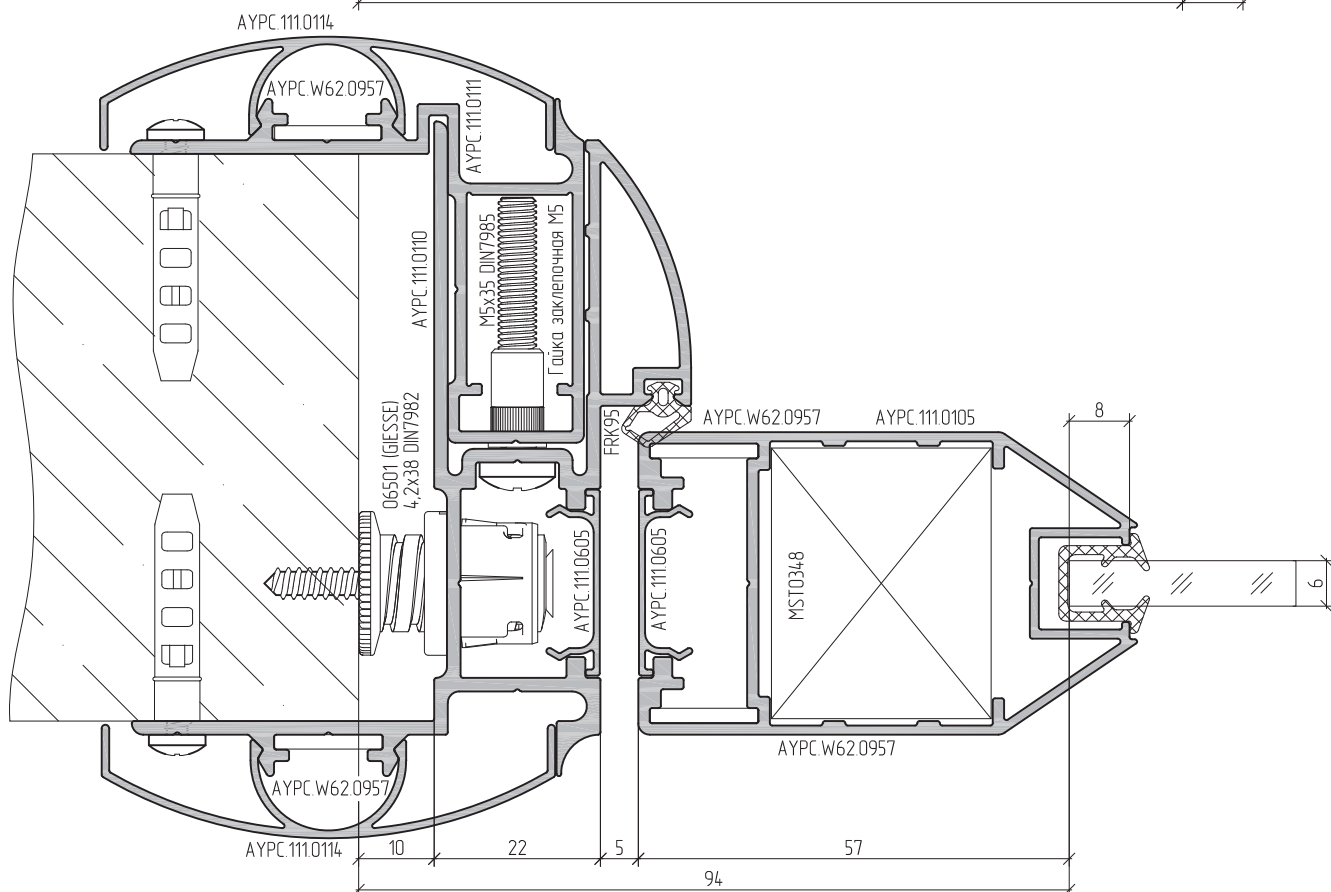 AYPC.111.0114
AYPC.W62.0957
AYPC.111.0111
AYPC.111.0110
M5x35 DIN7985
Гайка заклепочная M5
06501 (GIESSE)
4,2x38 DIN7982
FRK95
AYPC.W62.0957
AYPC.111.0105
8
AYPC.111.0605
AYPC.111.0605
MST0348
6
AYPC.W62.0957
AYPC.W62.0957
AYPC.111.0114
10
22
5
57
94